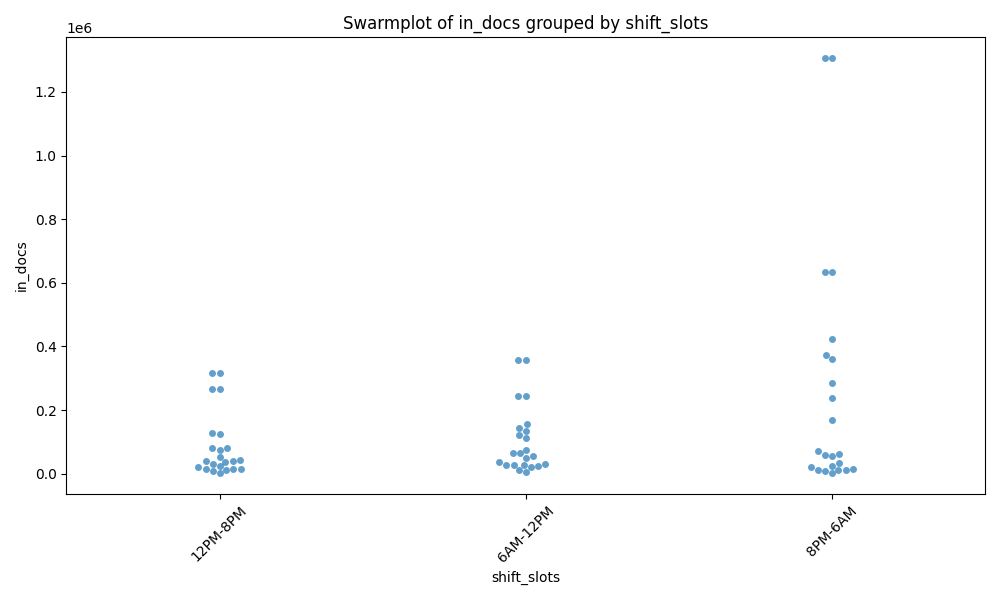 Swarmplot of in_docs grouped by shift_slots
1e6
1.2
1.0
0.8
0.6
0.4
0.2
0.0
in_docs
12PM-8PM
6AM-12PM
8PM-6AM
shift_slots